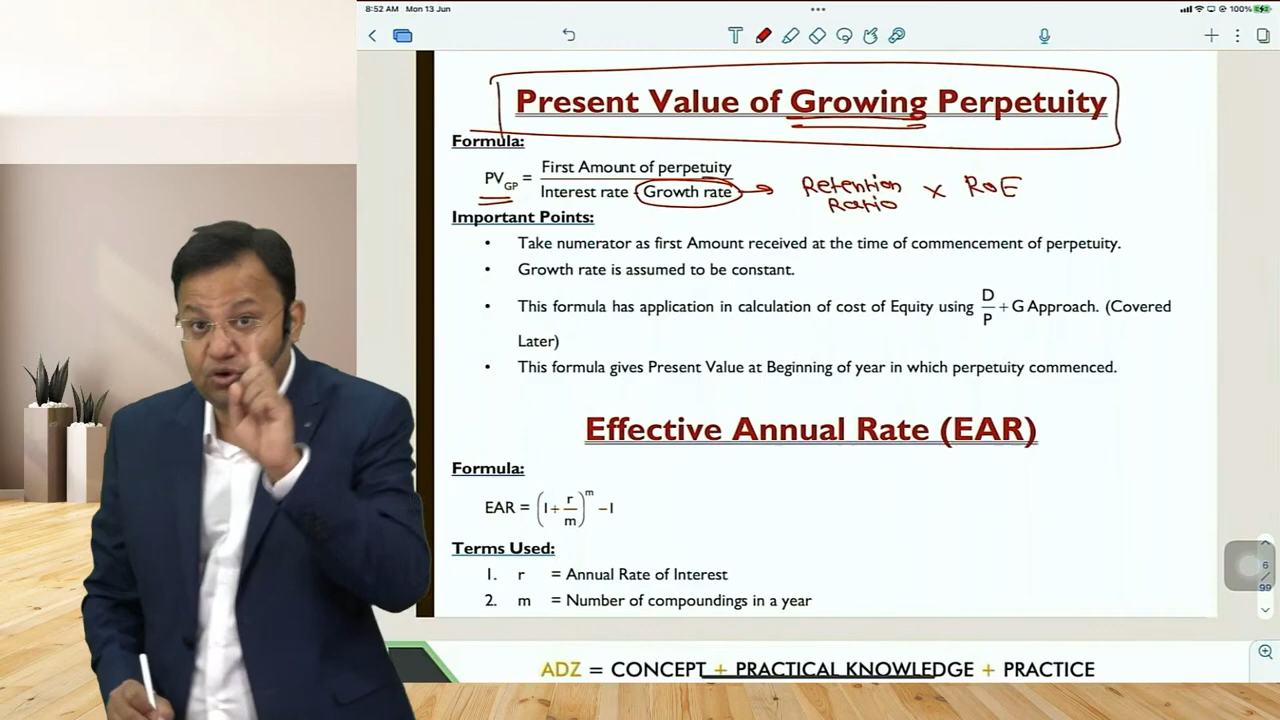 8:52 AM Mon 13 Jun
100%
T
Present Value of Growing Perpetuity
Formula:
PV GP = First Amount of perpetuity / Interest rate - Growth rate → Retention Ratio × RoE
Important Points:
• Take numerator as first Amount received at the time of commencement of perpetuity.
• Growth rate is assumed to be constant.
• This formula has application in calculation of cost of Equity using D/P + G Approach. (Covered
Later)
• This formula gives Present Value at Beginning of year in which perpetuity commenced.
Effective Annual Rate (EAR)
Formula:
EAR = (1+ r/m)^m −1
Terms Used:
1. r = Annual Rate of Interest
2. m = Number of compoundings in a year
6
/
99
ADZ = CONCEPT + PRACTICAL KNOWLEDGE + PRACTICE